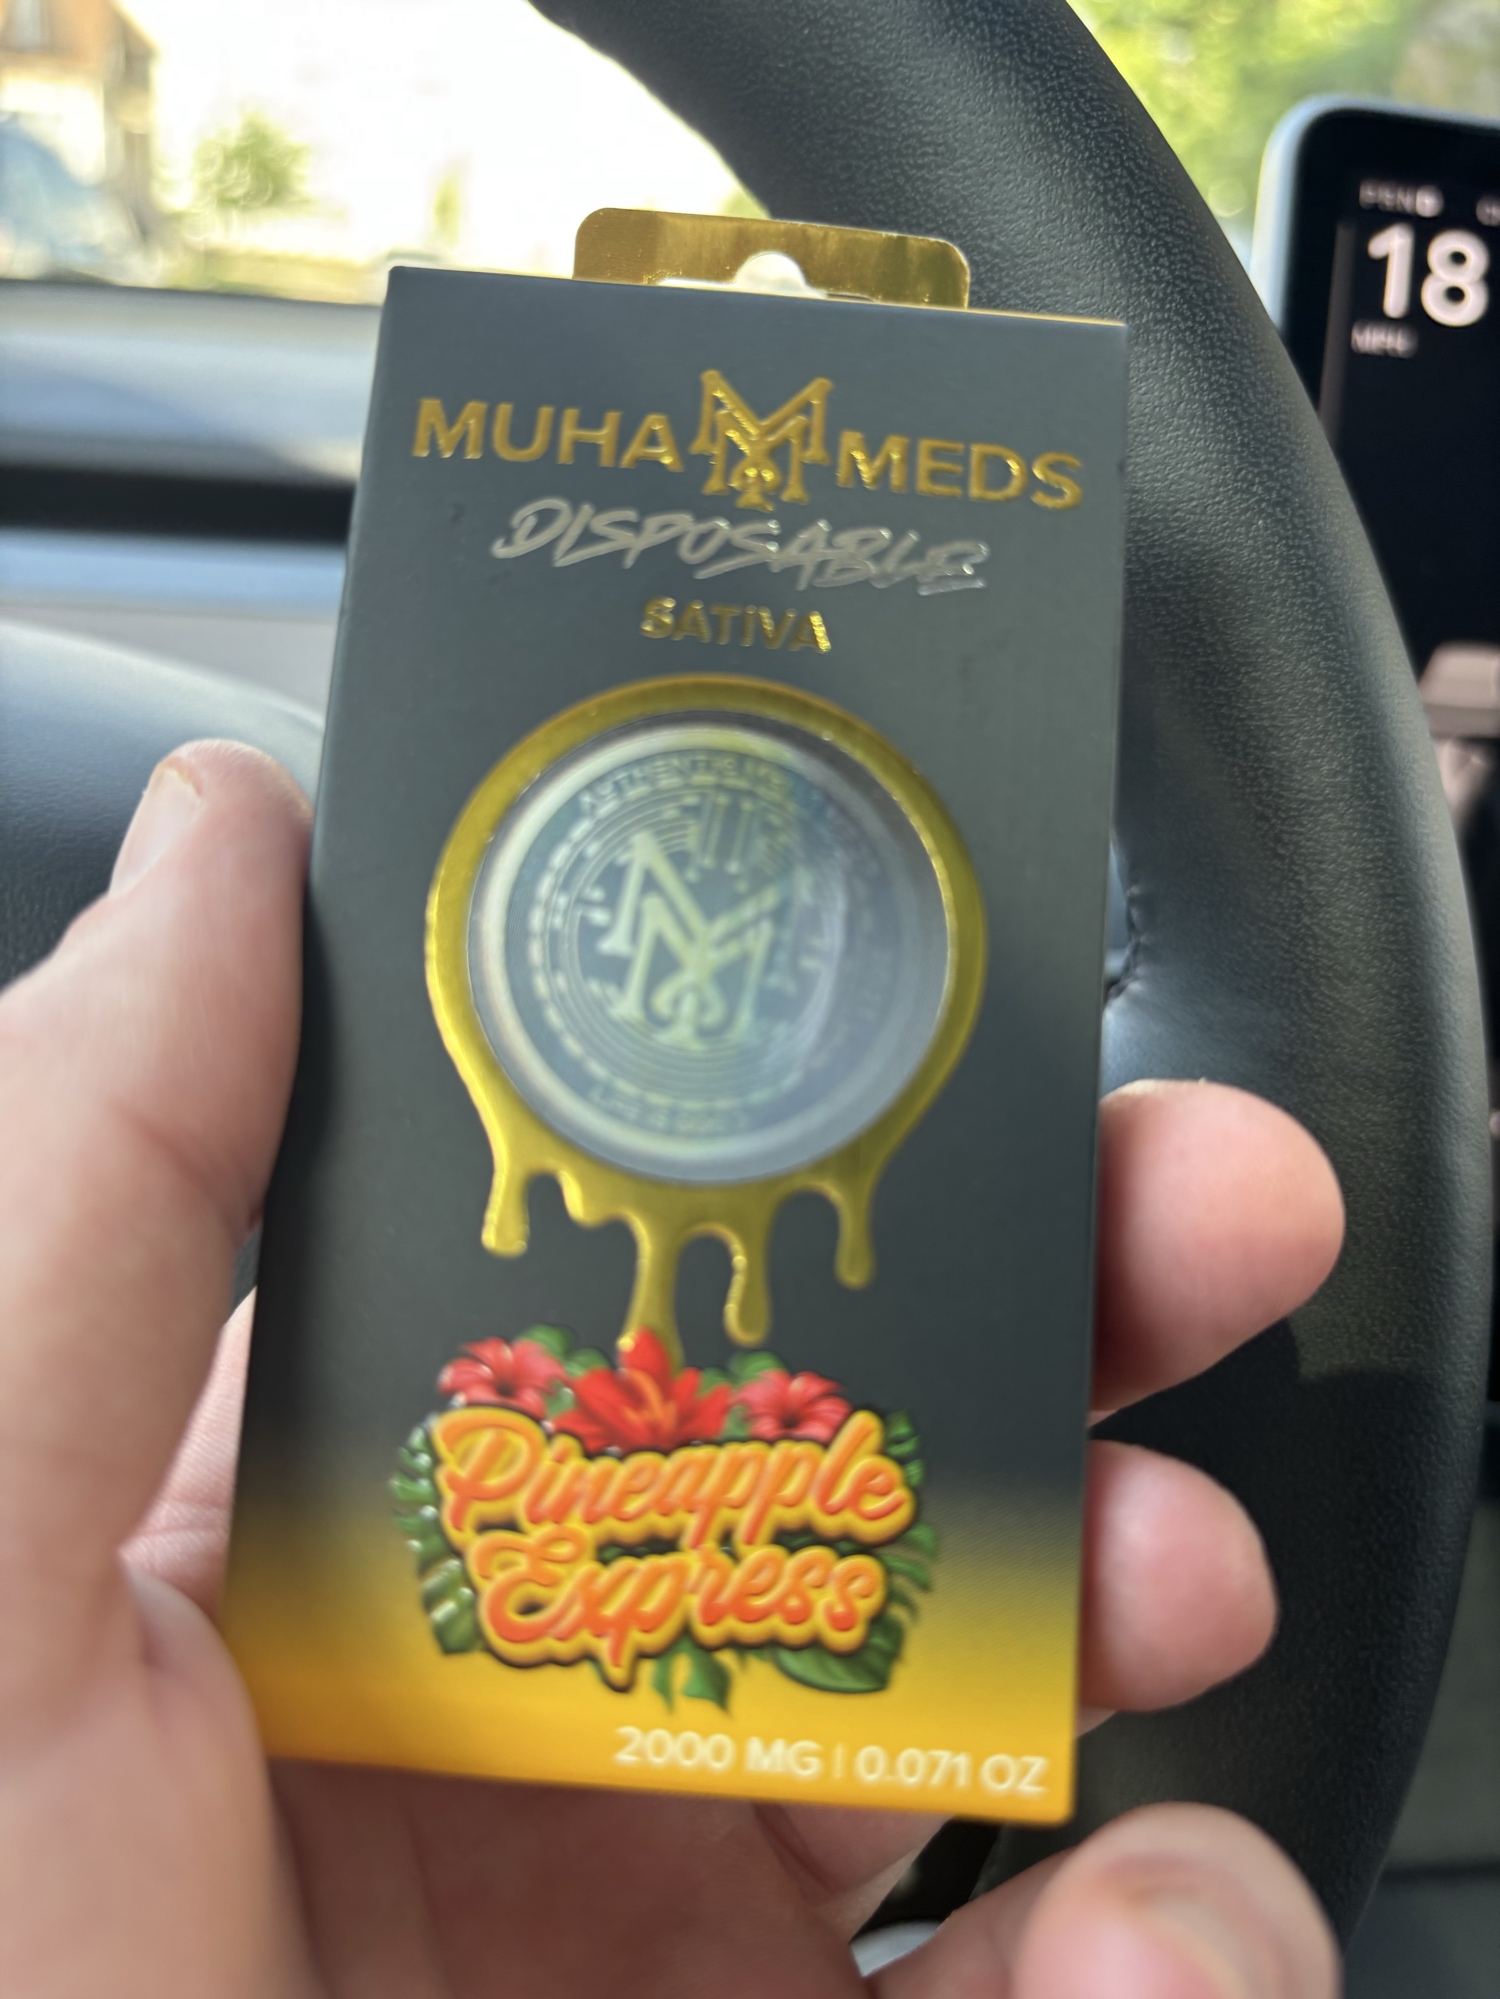 MUHA MEDS
DISPOSABLE
SATIVA
Pineapple
Express
2000 MG | 0.071 OZ
18